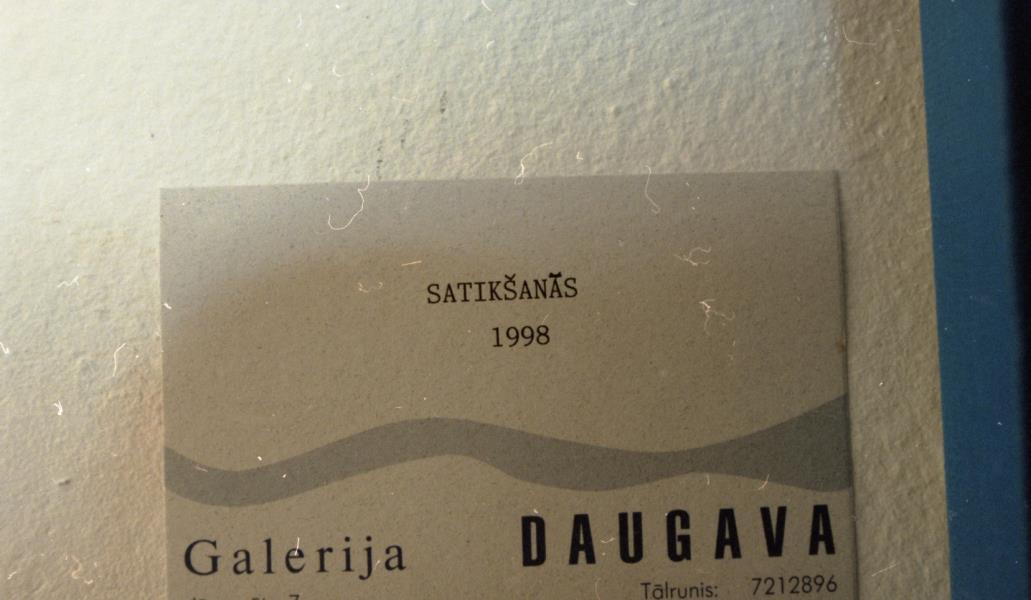 SATIKŠANĀS
1998
Galerija DAUGAVA
Tālrunis: 7212896